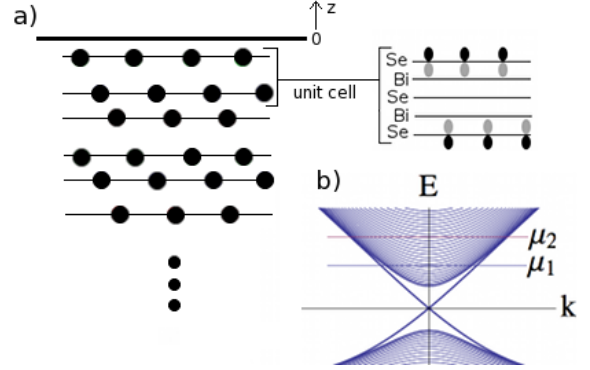 a)
z
0
unit cell
Se
Bi
Se
Bi
Se
b)
E
μ₂
μ₁
k